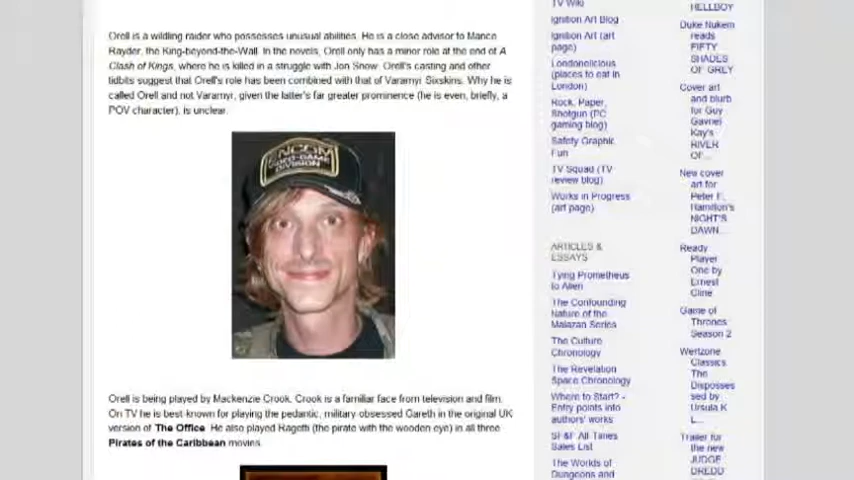 Orell is a wildling raider who possesses unusual abilities. He is a close advisor to Mance
Rayder, the King-beyond-the-Wall. In the novels, Orell only has a minor role at the end of A
Clash of Kings, where he is killed in a struggle with Jon Snow. Orell's casting and other
tidbits suggest that Orell's role has been combined with that of Varamyr Sixskins. Why he is
called Orell and not Varamyr, given the latter's far greater prominence (he is even, briefly, a
POV character), is unclear.
ENCOM
VIDEO-GAME
DIVISION
Orell is being played by Mackenzie Crook. Crook is a familiar face from television and film.
On TV he is best-known for playing the pedantic, military obsessed Gareth in the original UK
version of The Office. He also played Ragetti (the pirate with the wooden eye) in all three
Pirates of the Caribbean movies.
TV Wiki
Ignition Art Blog
Ignition Art (art
page)
Londonelicious
(places to eat in
London)
Rock, Paper,
Shotgun (PC
gaming blog)
Safety Graphic
Fun
TV Squad (TV
review blog)
Works in Progress
(art page)
ARTICLES &
ESSAYS
Tying Prometheus
to Alien
The Confounding
Nature of the
Malazan Series
The Culture
Chronology
The Revelation
Space Chronology
Where to Start? -
Entry points into
authors' works
SF&F All-Times
Sales List
The Worlds of
Dungeons and
HELLBOY
Duke Nukem
reads
FIFTY
SHADES
OF GREY
Cover art
and blurb
for Guy
Gavriel
Kay's
RIVER
OF...
New cover
art for
Peter F.
Hamilton's
NIGHT'S
DAWN...
Ready
Player
One by
Ernest
Cline
Game of
Thrones:
Season 2
Wertzone
Classics:
The
Disposses
sed by
Ursula K
L...
Trailer for
the new
JUDGE
DREDD